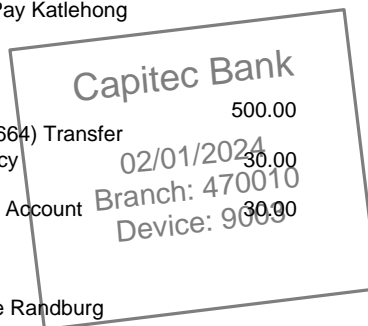 Pay Katlehong
Capitec Bank
500.00
664) Transfer
cy 02/01/2024 30.00
Branch: 470010
Account 30.00
Device: 9003
e Randburg